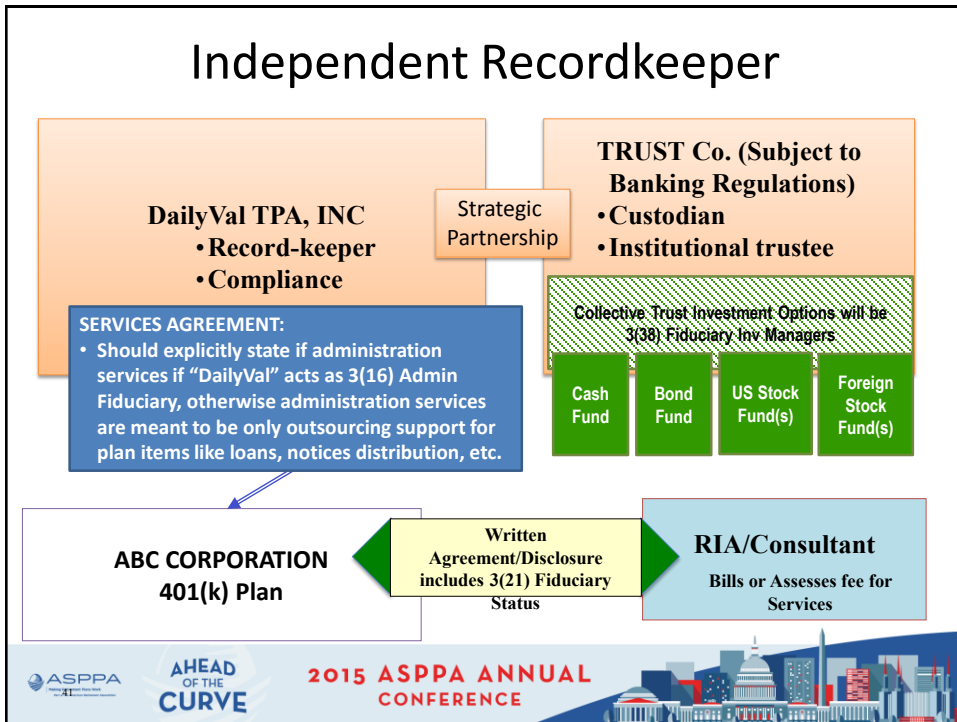 Independent Recordkeeper
DailyVal TPA, INC
• Record-keeper
• Compliance
Strategic
Partnership
TRUST Co. (Subject to
Banking Regulations)
• Custodian
• Institutional trustee
Collective Trust Investment Options will be
3(38) Fiduciary Inv Managers
Cash
Fund
Bond
Fund
US Stock
Fund(s)
Foreign
Stock
Fund(s)
SERVICES AGREEMENT:
• Should explicitly state if administration
services if “DailyVal” acts as 3(16) Admin
Fiduciary, otherwise administration services
are meant to be only outsourcing support for
plan items like loans, notices distribution, etc.
ABC CORPORATION
401(k) Plan
Written
Agreement/Disclosure
includes 3(21) Fiduciary
Status
RIA/Consultant
Bills or Assesses fee for
Services
ASPPA
41
AHEAD
OF THE
CURVE
2015 ASPPA ANNUAL
CONFERENCE